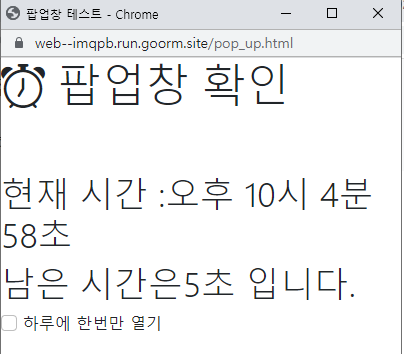 팝업창 테스트 - Chrome
web--imqpb.run.goorm.site/pop_up.html
팝업창 확인
현재 시간 :오후 10시 4분
58초
남은 시간은5초 입니다.
하루에 한번만 열기